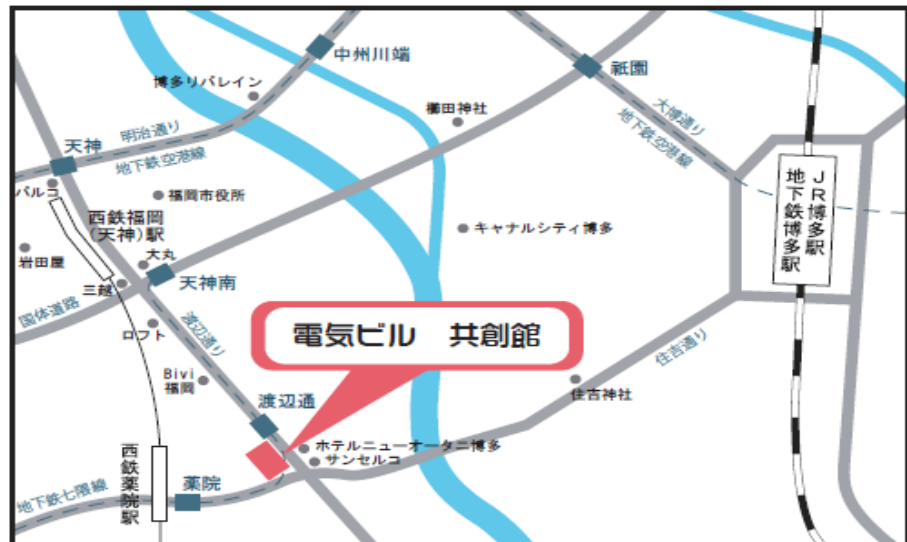 中州川端
祇園
博多リバレイン
櫛田神社
大博通り
地下鉄空港線
明治通り
天神
地下鉄空港線
パルコ
福岡市役所
JR博多駅
地下鉄博多駅
西鉄福岡
(天神)駅
キャナルシティ博多
岩田屋
大丸
天神南
三越
国体道路
ロフト
渡辺通り
電気ビル 共創館
住吉通り
Bivi
福岡
渡辺通
住吉神社
ホテルニューオータニ博多
サンセルコ
西鉄薬院駅
薬院
地下鉄七隈線